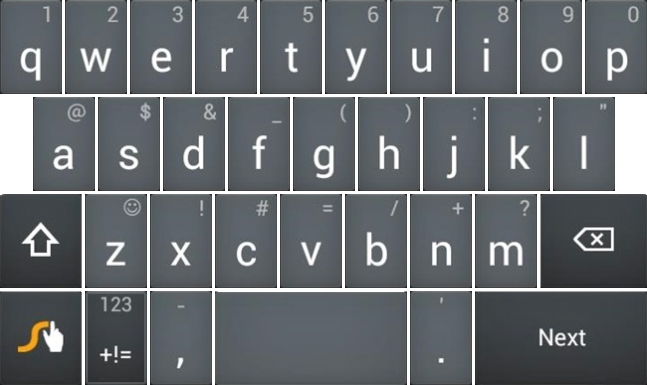 1 2 3 4 5 6 7 8 9 0
q w e r t y u i o p
@ $ & _ ( ) : ; "
a s d f g h j k l
☺ ! # = / + ?
z x c v b n m
123 - '
+!= , . Next